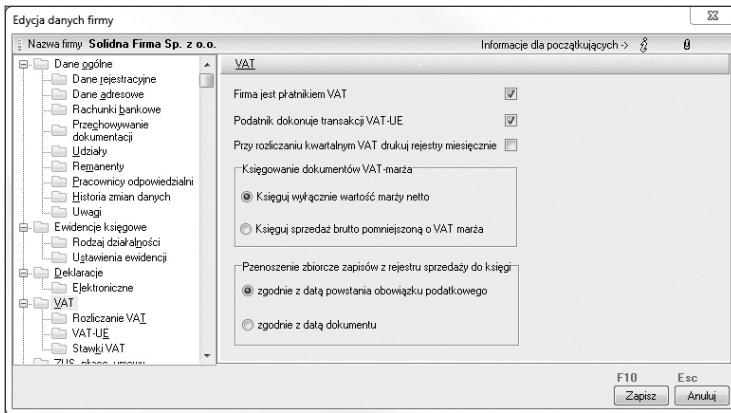 Edycja danych firmy
Nazwa firmy Solidna Firma Sp. z o.o.
Informacje dla początkujących ->
Dane ogólne
Dane rejestracyjne
Dane adresowe
Rachunki bankowe
Przechowywanie
dokumentacji
Udziały
Remanenty
Pracownicy odpowiedzialni
Historia zmian danych
Uwagi
Ewidencje księgowe
Rodzaj działalności
Ustawienia ewidencji
Deklaracje
Elektroniczne
VAT
Rozliczanie VAT
VAT-UE
Stawki VAT
ZUS, płace, umowy
VAT
Firma jest płatnikiem VAT
Podatnik dokonuje transakcji VAT-UE
Przy rozliczaniu kwartalnym VAT drukuj rejestry miesięcznie
Księgowanie dokumentów VAT-marża
Księguj wyłącznie wartość marży netto
Księguj sprzedaż brutto pomniejszoną o VAT marża
Pzenoszenie zbiorcze zapisów z rejestru sprzedaży do księgi
zgodnie z datą powstania obowiązku podatkowego
zgodnie z datą dokumentu
F10 Esc
Zapisz Anuluj